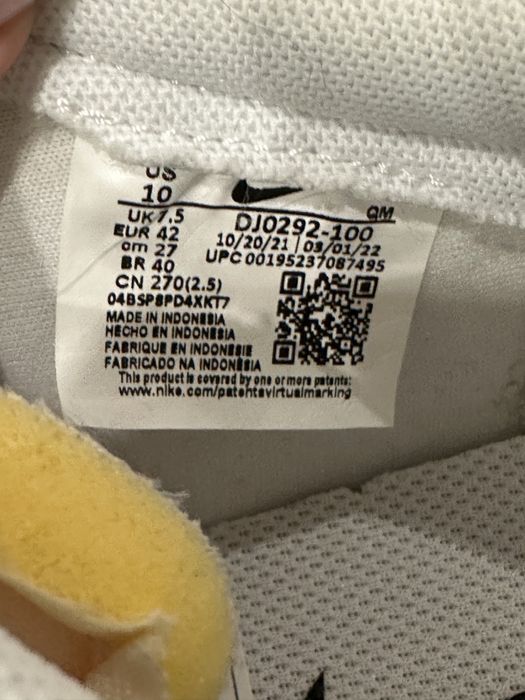 US
10
UK 7.5
EUR 42
cm 27
BR 40
CN 270(2.5)
QM
DJ0292-100
10/20/21 | 03/01/22
UPC 00195237087495
04BSP8PD4XKT7
MADE IN INDONESIA
HECHO EN INDONESIA
FABRIQUE EN INDONESIE
FABRICADO NA INDONESIA
This product is covered by one or more patents:
www.nike.com/patentsvirtualmarking